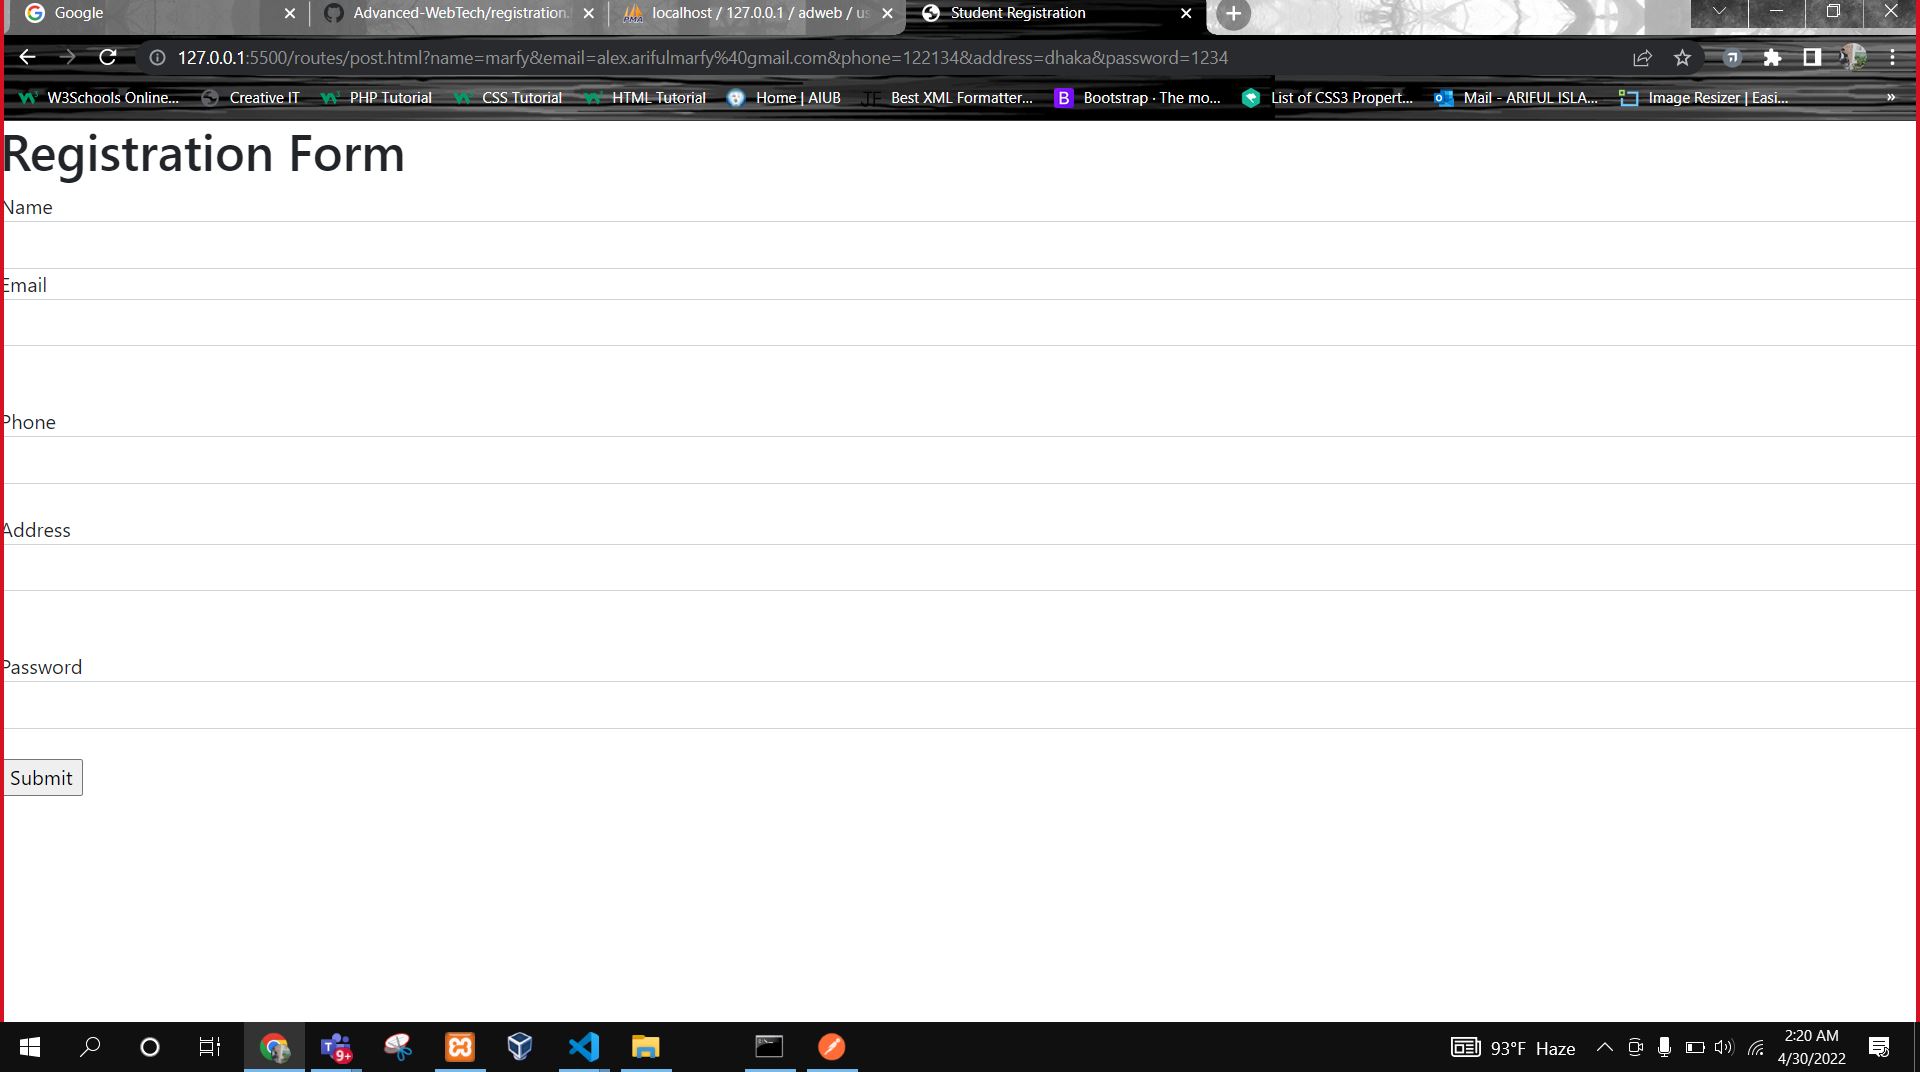 Google
Advanced-WebTech/registration.
localhost / 127.0.0.1 / adweb / us
Student Registration
127.0.0.1:5500/routes/post.html?name=marfy&email=alex.arifulmarfy%40gmail.com&phone=122134&address=dhaka&password=1234
W3Schools Online...
Creative IT
PHP Tutorial
CSS Tutorial
HTML Tutorial
Home | AIUB
JF
Best XML Formatter...
B
Bootstrap · The mo...
List of CSS3 Propert...
Mail - ARIFUL ISLA...
Image Resizer | Easi...
»
Registration Form
Name
Email
Phone
Address
Password
Submit
9+
93°F Haze
2:20 AM
4/30/2022